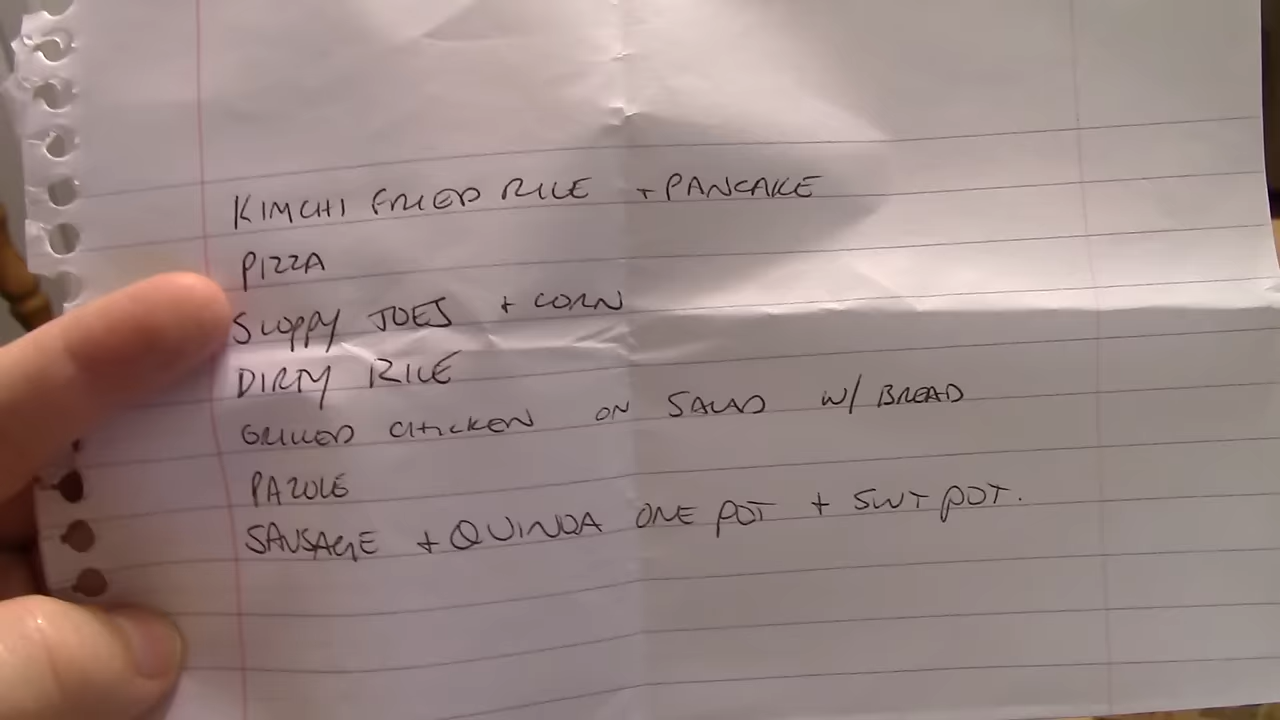 KIMCHI FRIED RICE + PANCAKE
PIZZA
SLOPPY JOES + CORN
DIRTY RICE
GRILLED CHICKEN ON SALAD W/ BREAD
PAZOLE
SAUSAGE + QUINOA ONE POT + SWT POT.